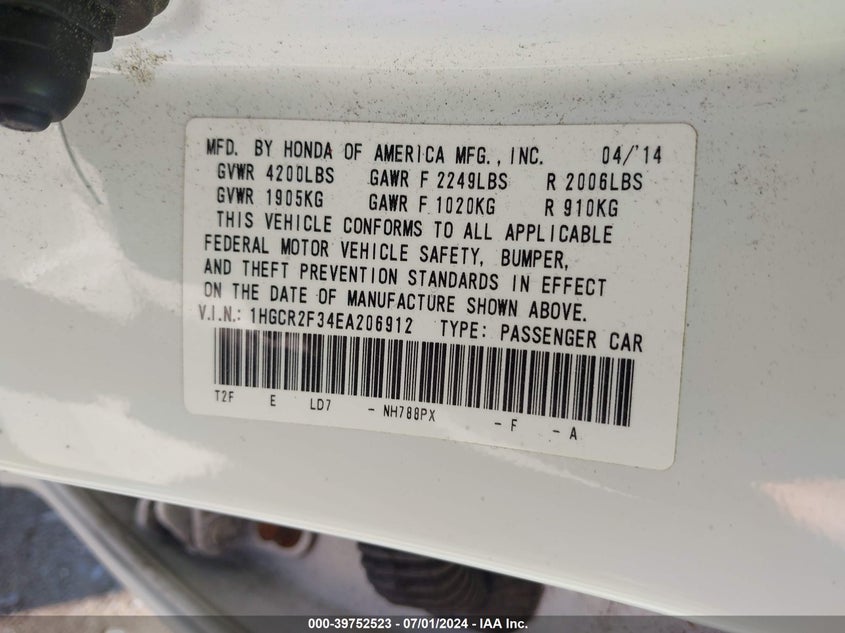 MFD. BY HONDA OF AMERICA MFG., INC. 04/'14
GVWR 4200LBS GAWR F 2249LBS R 2006LBS
GVWR 1905KG GAWR F 1020KG R 910KG
THIS VEHICLE CONFORMS TO ALL APPLICABLE
FEDERAL MOTOR VEHICLE SAFETY, BUMPER,
AND THEFT PREVENTION STANDARDS IN EFFECT
ON THE DATE OF MANUFACTURE SHOWN ABOVE.
V.I.N.: 1HGCR2F34EA206912 TYPE: PASSENGER CAR
T2F E LD7 - NH788PX - F - A
000-39752523 - 07/01/2024 - IAA Inc.